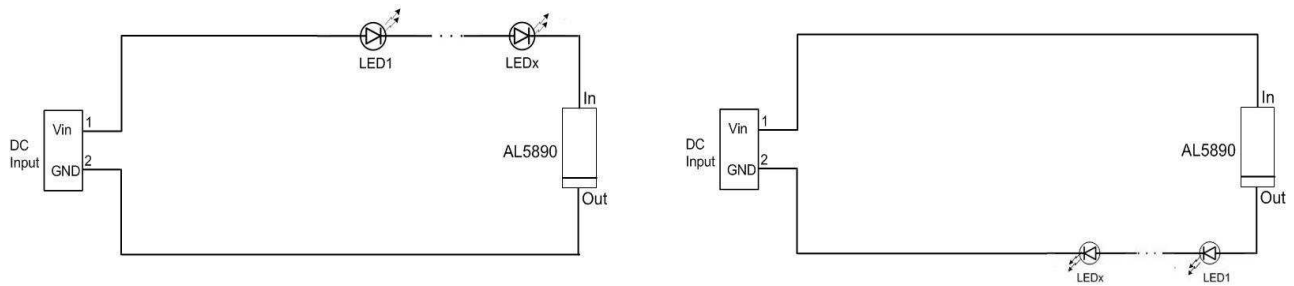 LED1
LEDx
In
1
Vin
DC
Input
2
GND
AL5890
Out
In
1
Vin
DC
Input
2
GND
AL5890
Out
LEDx
LED1